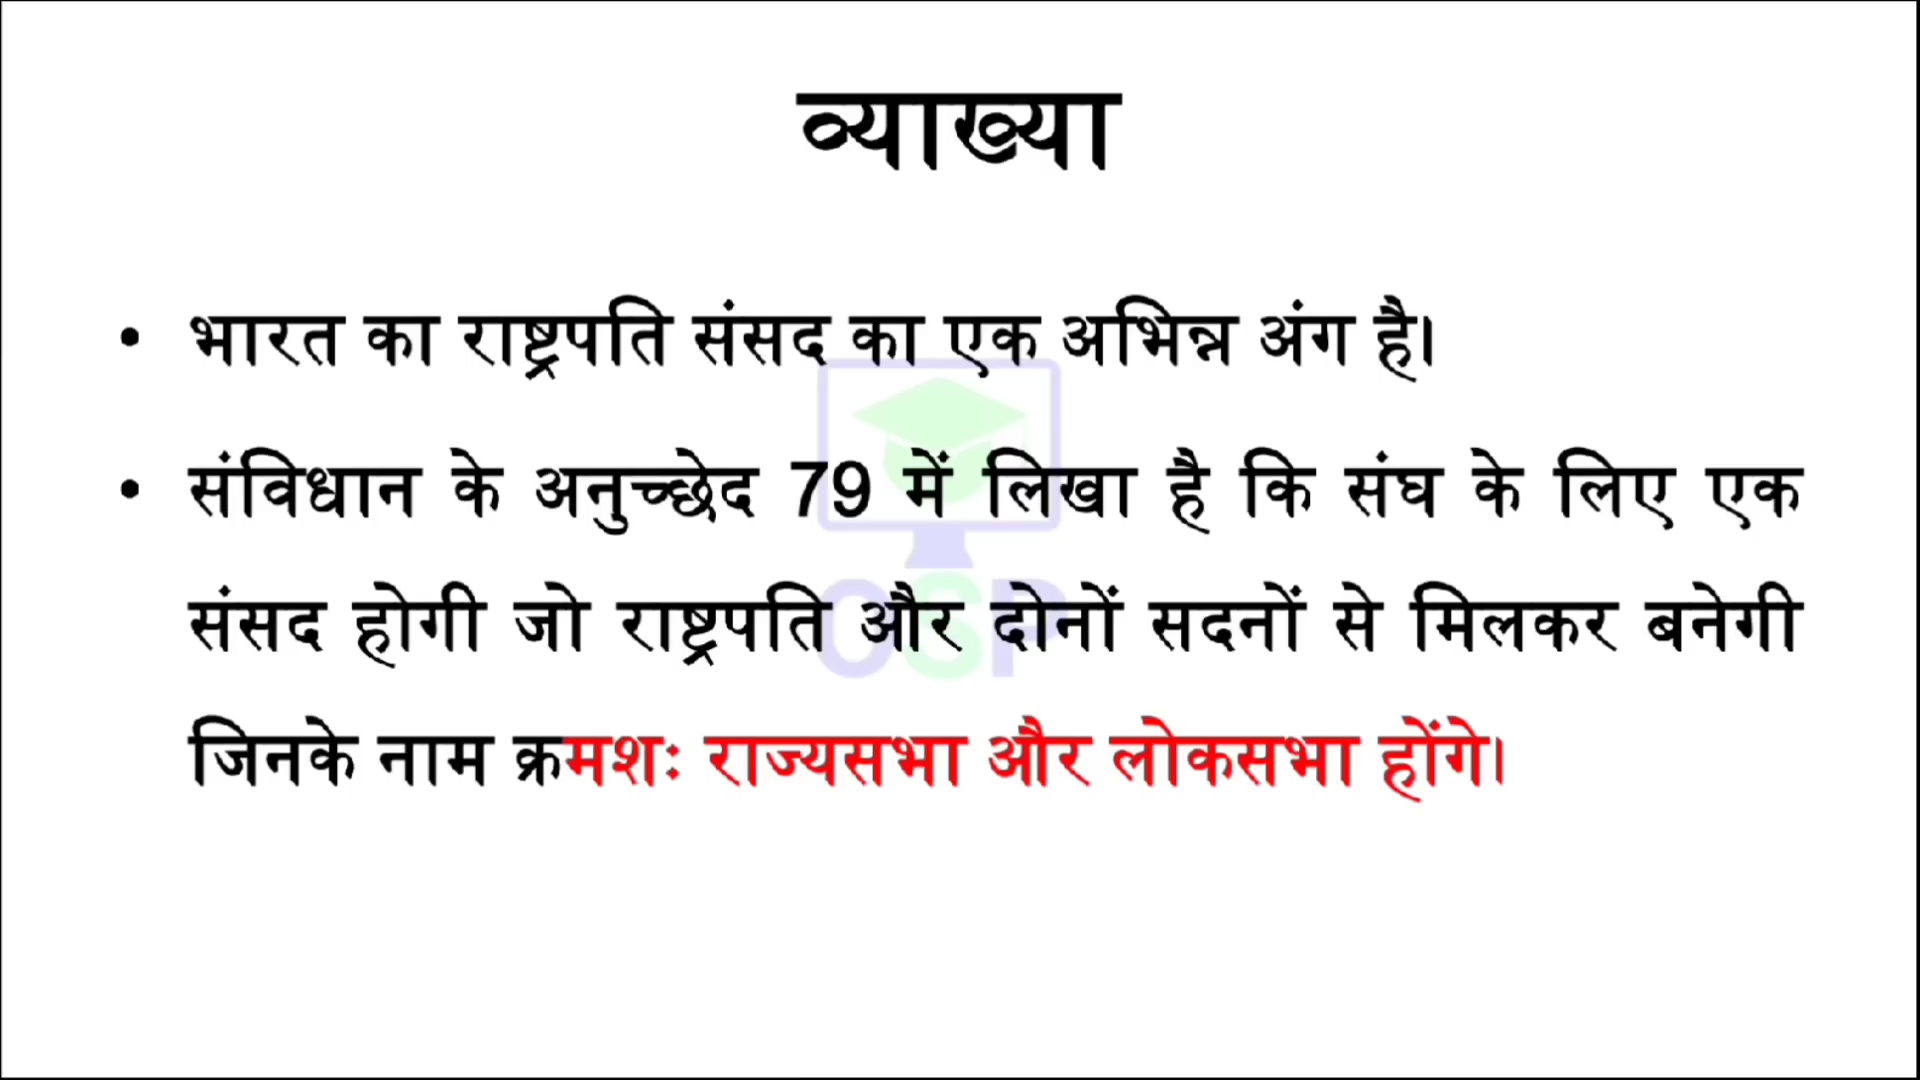 व्याख्या
• भारत का राष्ट्रपति संसद का एक अभिन्न अंग है।
• संविधान के अनुच्छेद 79 में लिखा है कि संघ के लिए एक
संसद होगी जो राष्ट्रपति और दोनों सदनों से मिलकर बनेगी
जिनके नाम क्रमशः राज्यसभा और लोकसभा होंगे।
CSP